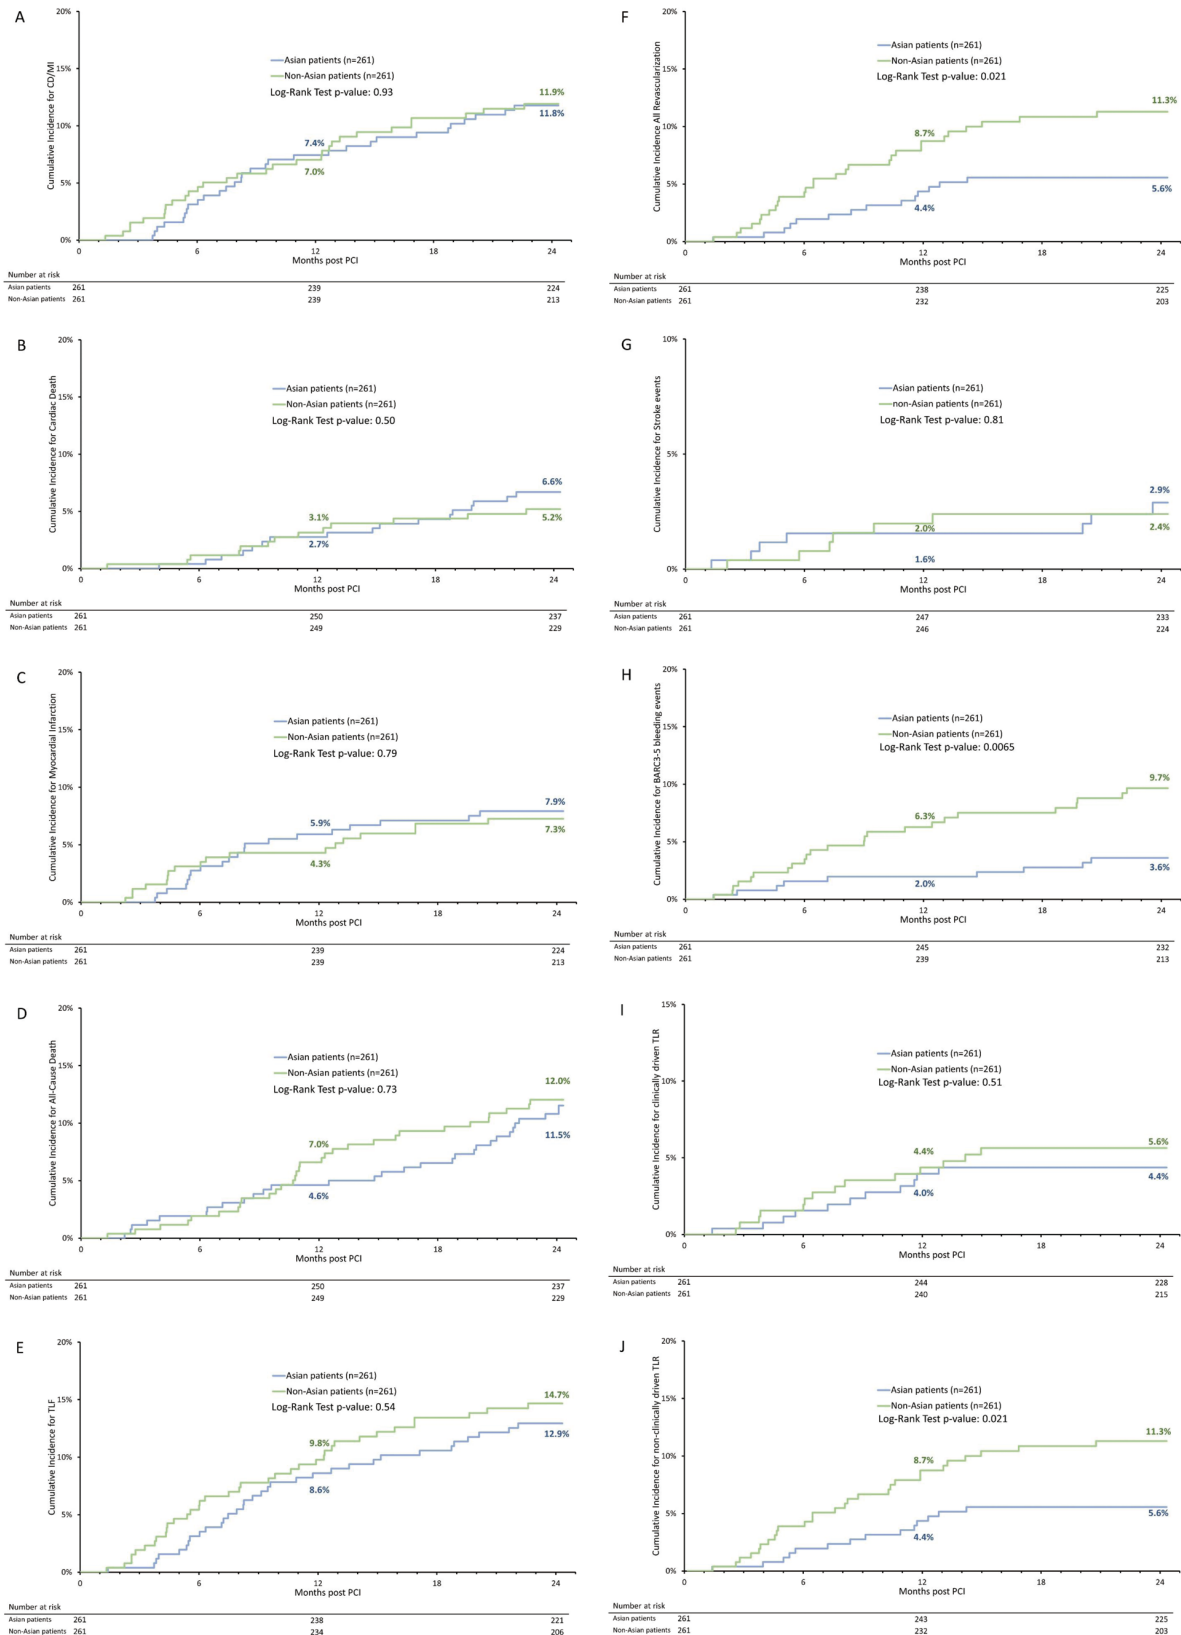 A
Cumulative Incidence for CD/MI
20%
15%
10%
5%
0%
Asian patients (n=261)
Non-Asian patients (n=261)
Log-Rank Test p-value: 0.93
7.4%
7.0%
11.9%
11.8%
0 6 12 18 24
Months post PCI
Number at risk
Asian patients 261 239 224
Non-Asian patients 261 239 213
B
Cumulative Incidence for Cardiac Death
20%
15%
10%
5%
0%
Asian patients (n=261)
Non-Asian patients (n=261)
Log-Rank Test p-value: 0.50
3.1%
2.7%
6.6%
5.2%
0 6 12 18 24
Months post PCI
Number at risk
Asian patients 261 250 237
Non-Asian patients 261 249 229
C
Cumulative Incidence for Myocardial Infarction
20%
15%
10%
5%
0%
Asian patients (n=261)
Non-Asian patients (n=261)
Log-Rank Test p-value: 0.79
5.9%
4.3%
7.9%
7.3%
0 6 12 18 24
Months post PCI
Number at risk
Asian patients 261 239 224
Non-Asian patients 261 239 213
D
Cumulative Incidence for All-Cause Death
20%
15%
10%
5%
0%
Asian patients (n=261)
Non-Asian patients (n=261)
Log-Rank Test p-value: 0.73
7.0%
4.6%
12.0%
11.5%
0 6 12 18 24
Months post PCI
Number at risk
Asian patients 261 250 237
Non-Asian patients 261 249 229
E
Cumulative Incidence for TLF
20%
15%
10%
5%
0%
Asian patients (n=261)
Non-Asian patients (n=261)
Log-Rank Test p-value: 0.54
9.8%
8.6%
14.7%
12.9%
0 6 12 18 24
Months post PCI
Number at risk
Asian patients 261 238 221
Non-Asian patients 261 234 206
F
Cumulative Incidence All Revascularization
20%
15%
10%
5%
0%
Asian patients (n=261)
Non-Asian patients (n=261)
Log-Rank Test p-value: 0.021
8.7%
4.4%
11.3%
5.6%
0 6 12 18 24
Months post PCI
Number at risk
Asian patients 261 238 225
Non-Asian patients 261 232 203
G
Cumulative Incidence for Stroke events
10%
5%
0%
Asian patients (n=261)
non-Asian patients (n=261)
Log-Rank Test p-value: 0.81
2.0%
1.6%
2.9%
2.4%
0 6 12 18 24
Months post PCI
Number at risk
Asian patients 261 247 233
Non-Asian patients 261 246 224
H
Cumulative Incidence for BARC3-5 bleeding events
20%
15%
10%
5%
0%
Asian patients (n=261)
Non-Asian patients (n=261)
Log-Rank Test p-value: 0.0065
6.3%
2.0%
9.7%
3.6%
0 6 12 18 24
Months post PCI
Number at risk
Asian patients 261 245 232
Non-Asian patients 261 239 213
I
Cumulative Incidence for clinically driven TLR
15%
10%
5%
0%
Asian patients (n=261)
Non-Asian patients (n=261)
Log-Rank Test p-value: 0.51
4.4%
4.0%
5.6%
4.4%
0 6 12 18 24
Months post PCI
Number at risk
Asian patients 261 244 228
Non-Asian patients 261 240 215
J
Cumulative Incidence for non-clinically driven TLR
20%
15%
10%
5%
0%
Asian patients (n=261)
Non-Asian patients (n=261)
Log-Rank Test p-value: 0.021
8.7%
4.4%
11.3%
5.6%
0 6 12 18 24
Months post PCI
Number at risk
Asian patients 261 243 225
Non-Asian patients 261 232 203